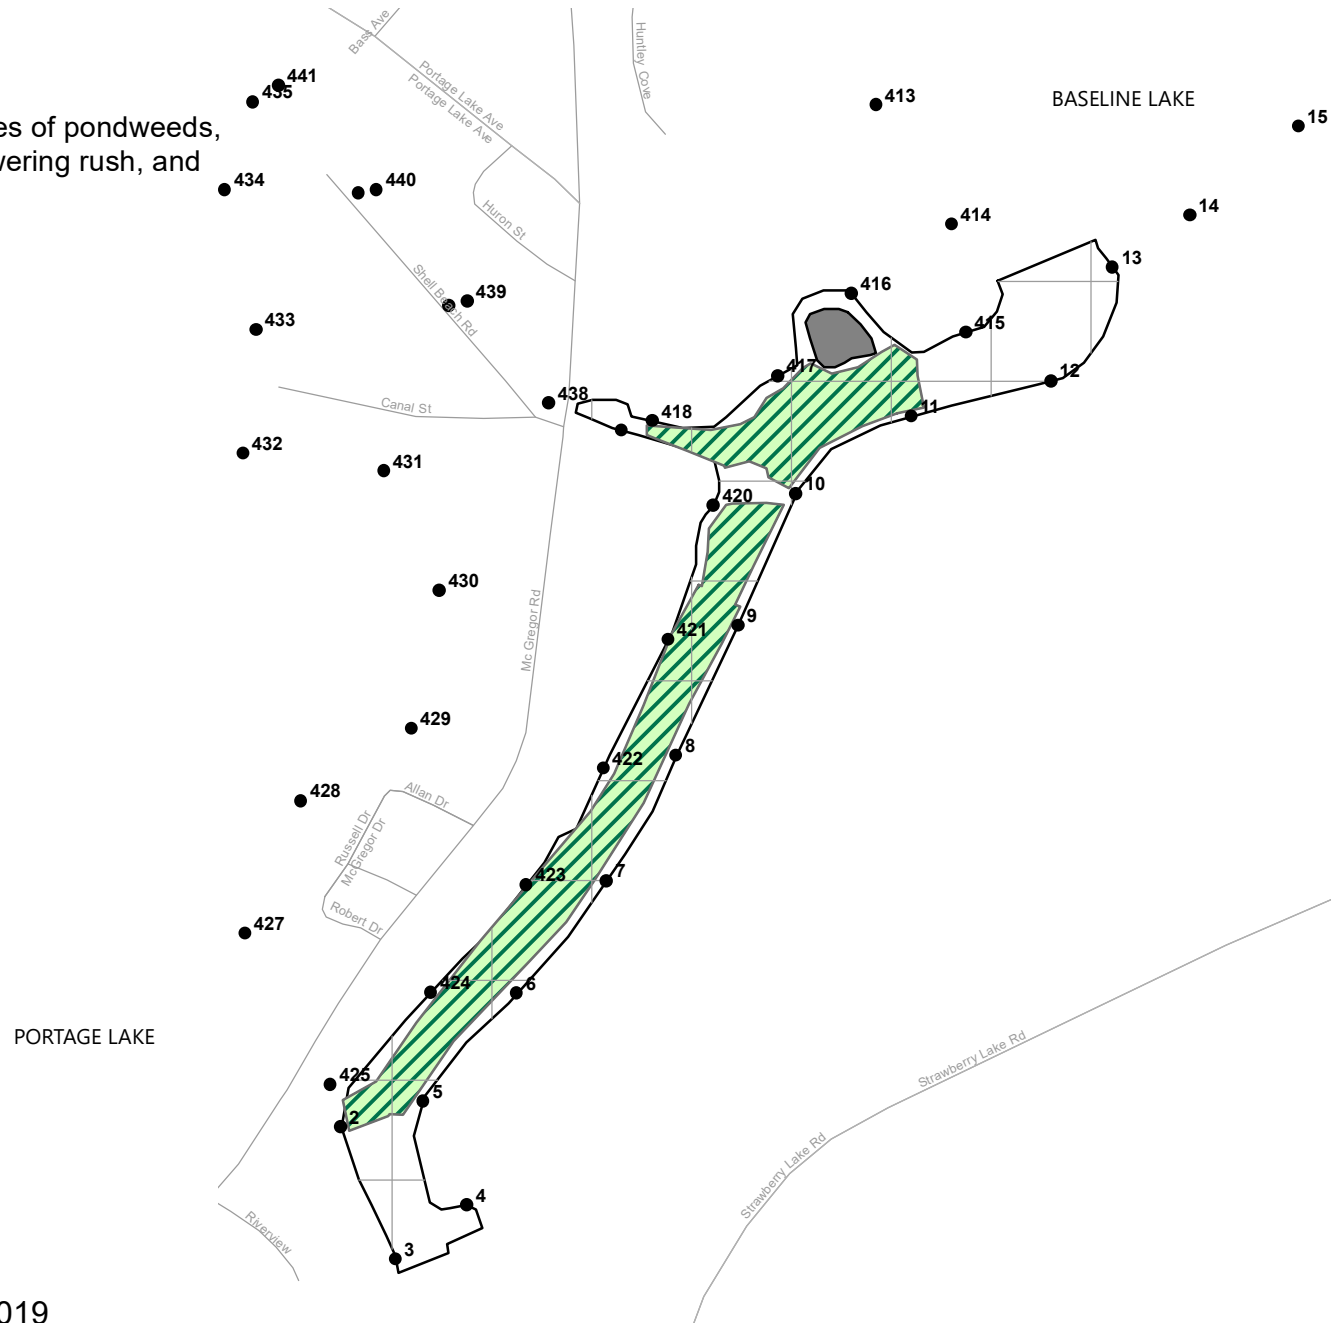 Bass Ave
Huntley Cove
441
435
Portage Lake Ave
Portage Lake Ave
413
BASELINE LAKE
15
es of pondweeds,
wering rush, and
434
440
Huron St
414
14
13
Shell Beach Rd
439
416
433
415
417
12
438
Canal St
418
11
432
431
420
10
430
Mc Gregor Rd
421
9
429
422
8
428
Allan Dr
Russell Dr
McGregor Dr
423
7
Robert Dr
427
424
6
PORTAGE LAKE
Strawberry Lake Rd
425
5
2
Strawberry Lake Rd
4
Riverview
3
019